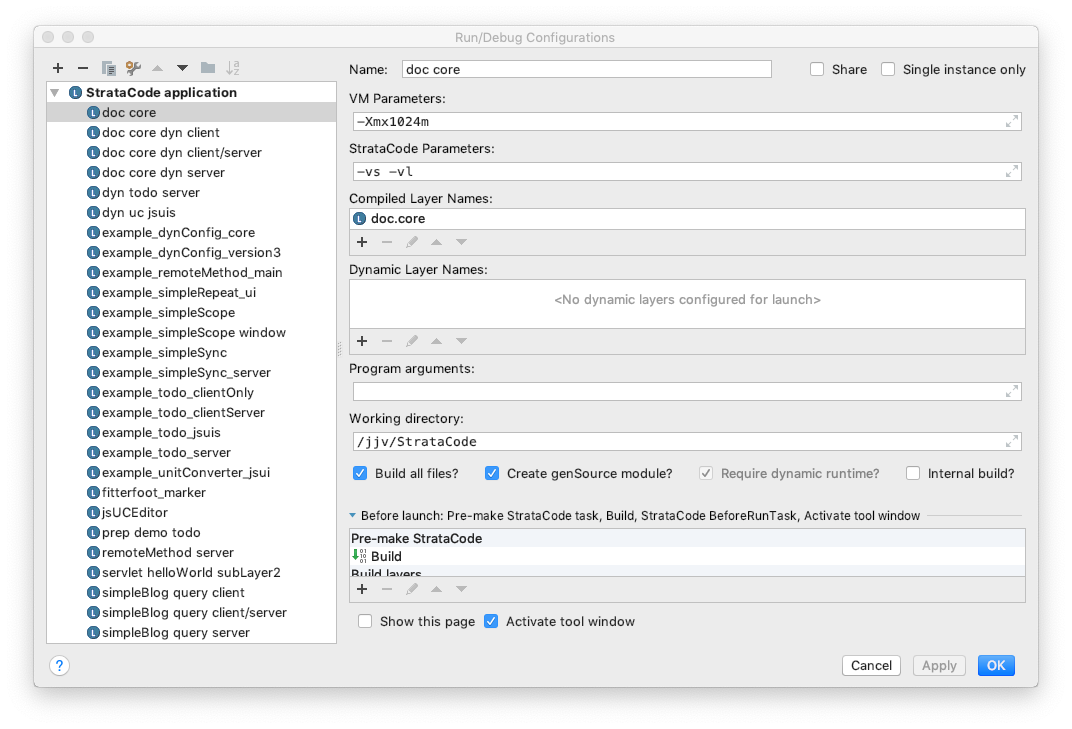 Run/Debug Configurations
StrataCode application
doc core
doc core dyn client
doc core dyn client/server
doc core dyn server
dyn todo server
dyn uc jsuis
example_dynConfig_core
example_dynConfig_version3
example_remoteMethod_main
example_simpleRepeat_ui
example_simpleScope
example_simpleScope window
example_simpleSync
example_simpleSync_server
example_todo_clientOnly
example_todo_clientServer
example_todo_jsuis
example_todo_server
example_unitConverter_jsui
fitterfoot_marker
jsUCEditor
prep demo todo
remoteMethod server
servlet helloWorld subLayer2
simpleBlog query client
simpleBlog query client/server
simpleBlog query server
Name: doc core Share Single instance only
VM Parameters:
-Xmx1024m
StrataCode Parameters:
-vs -vl
Compiled Layer Names:
doc.core
Dynamic Layer Names:
<No dynamic layers configured for launch>
Program arguments:
Working directory:
/jjv/StrataCode
Build all files? Create genSource module? Require dynamic runtime? Internal build?
Before launch: Pre-make StrataCode task, Build, StrataCode BeforeRunTask, Activate tool window
Pre-make StrataCode
Build
Build layers
Show this page Activate tool window
? Cancel Apply OK